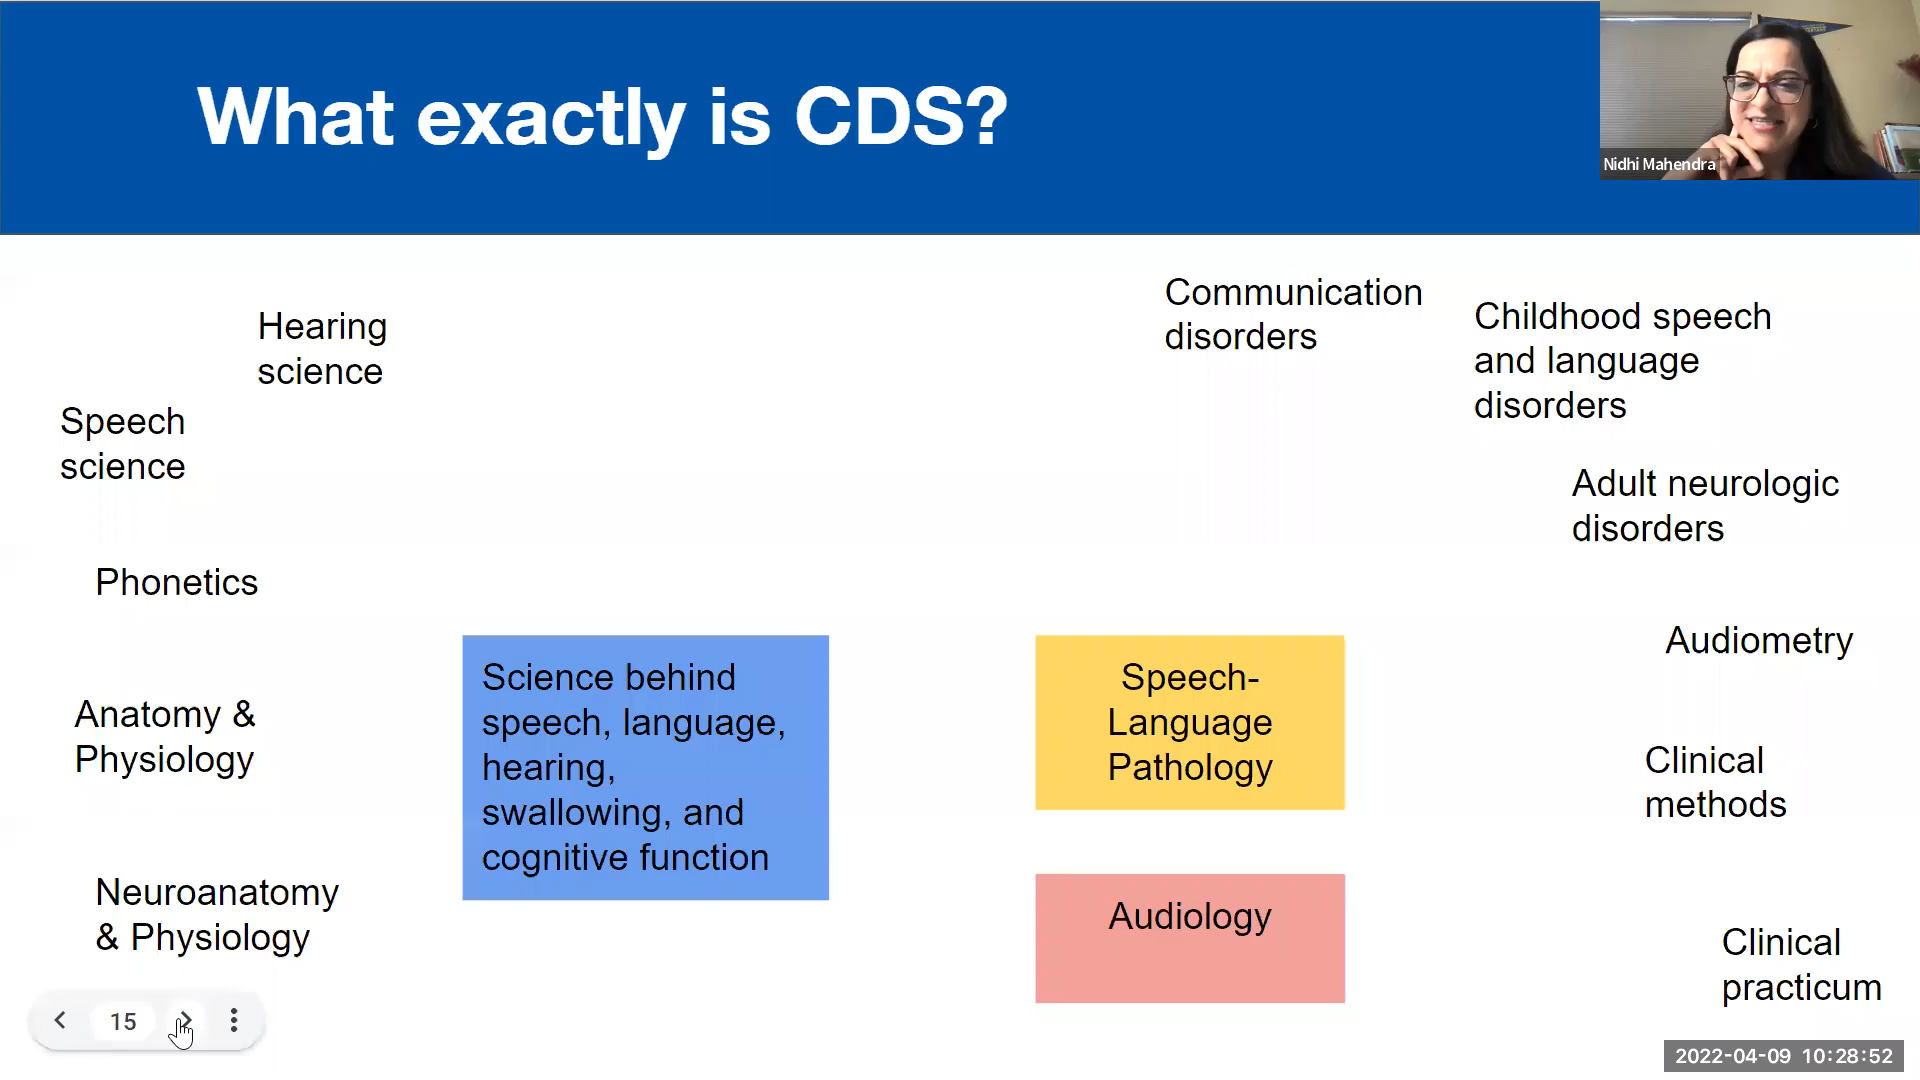 What exactly is CDS?
Nidhi Mahendra
Hearing
science
Speech
science
Phonetics
Anatomy &
Physiology
Neuroanatomy
& Physiology
Science behind
speech, language,
hearing,
swallowing, and
cognitive function
Speech-
Language
Pathology
Audiology
Communication
disorders
Childhood speech
and language
disorders
Adult neurologic
disorders
Audiometry
Clinical
methods
Clinical
practicum
15
2022-04-09 10:28:52